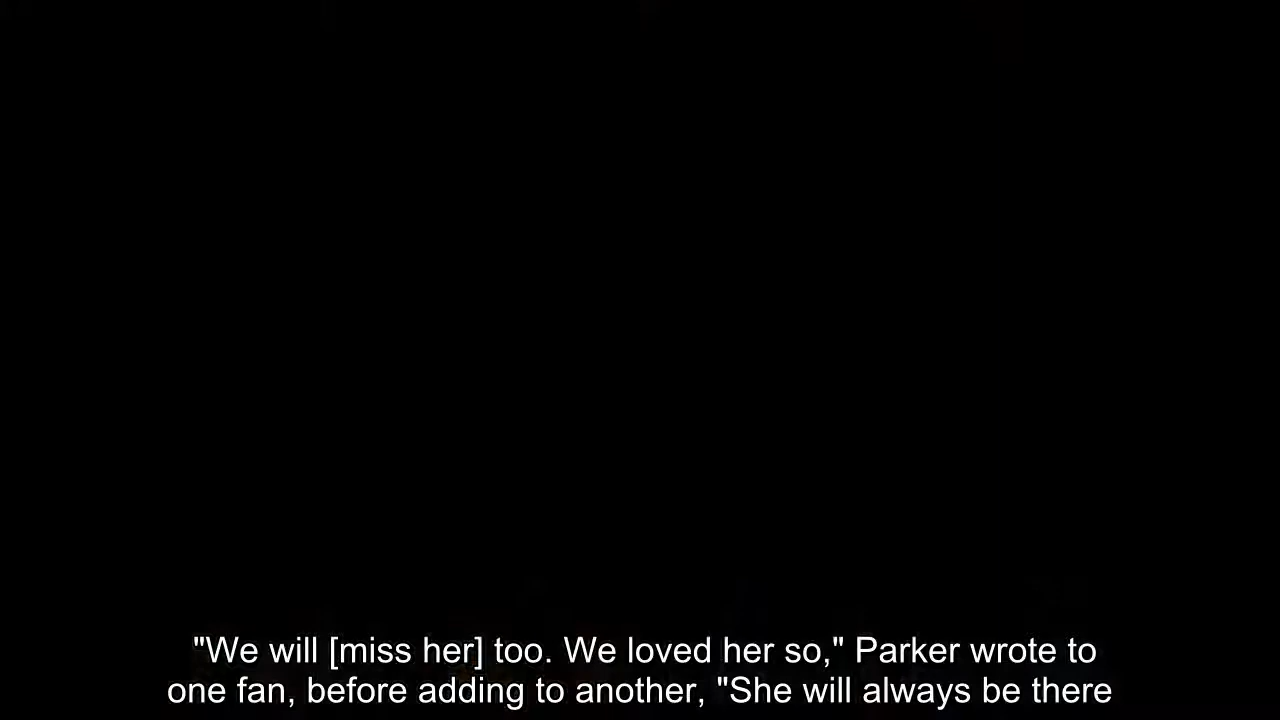 "We will [miss her] too. We loved her so," Parker wrote to
one fan, before adding to another, "She will always be there